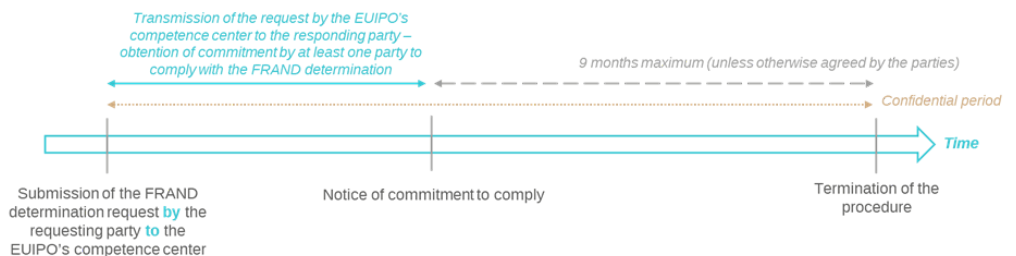 Transmission of the request by the EUIPO's
competence center to the responding party –
obtention of commitment by at least one party to
comply with the FRAND determination
9 months maximum (unless otherwise agreed by the parties)
Confidential period
Time
Submission of the FRAND
determination request by the
requesting party to the
EUIPO's competence center
Notice of commitment to comply
Termination of the
procedure